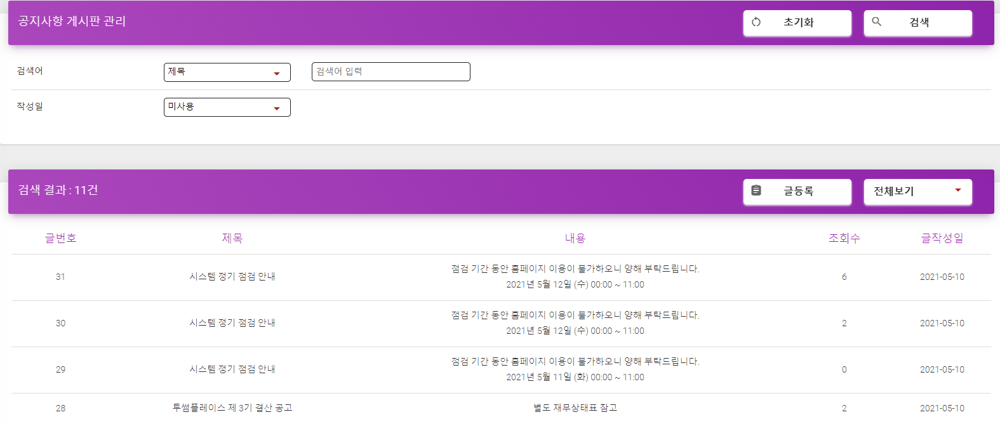 공지사항 게시판 관리
초기화
검색
검색어
제목
검색어 입력
작성일
미사용
검색 결과 : 11건
글등록
전체보기
글번호 제목 내용 조회수 글작성일
31 시스템 정기 점검 안내 점검 기간 동안 홈페이지 이용이 불가하오니 양해 부탁드립니다. 6 2021-05-10
2021년 5월 12일 (수) 00:00 ~ 11:00
30 시스템 정기 점검 안내 점검 기간 동안 홈페이지 이용이 불가하오니 양해 부탁드립니다. 2 2021-05-10
2021년 5월 12일 (수) 00:00 ~ 11:00
29 시스템 정기 점검 안내 점검 기간 동안 홈페이지 이용이 불가하오니 양해 부탁드립니다. 0 2021-05-10
2021년 5월 11일 (화) 00:00 ~ 11:00
28 투썸플레이스 제 3기 결산 공고 별도 재무상태표 참고 2 2021-05-10